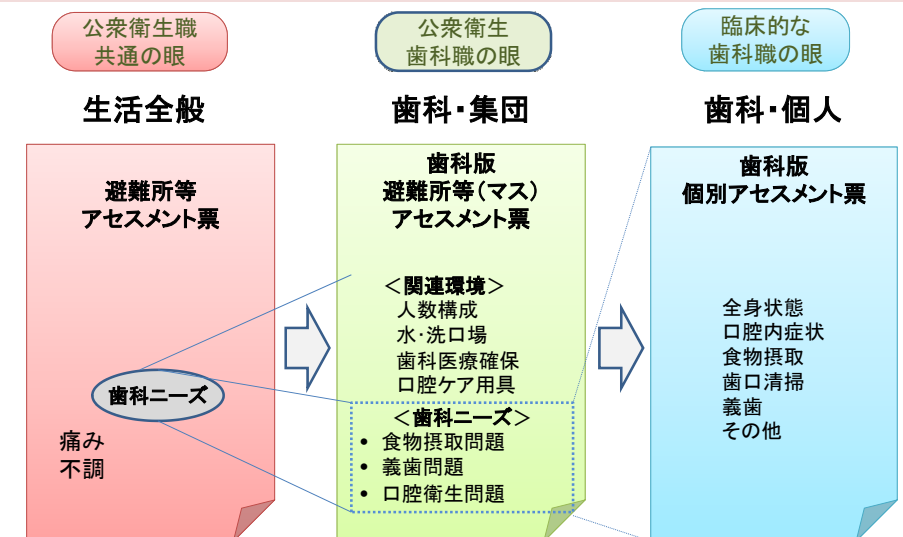 公衆衛生職
共通の眼
生活全般
避難所等
アセスメント票
歯科ニーズ
痛み
不調
公衆衛生
歯科職の眼
歯科・集団
歯科版
避難所等(マス)
アセスメント票
＜関連環境＞
人数構成
水・洗口場
歯科医療確保
口腔ケア用具
＜歯科ニーズ＞
• 食物摂取問題
• 義歯問題
• 口腔衛生問題
臨床的な
歯科職の眼
歯科・個人
歯科版
個別アセスメント票
全身状態
口腔内症状
食物摂取
歯口清掃
義歯
その他